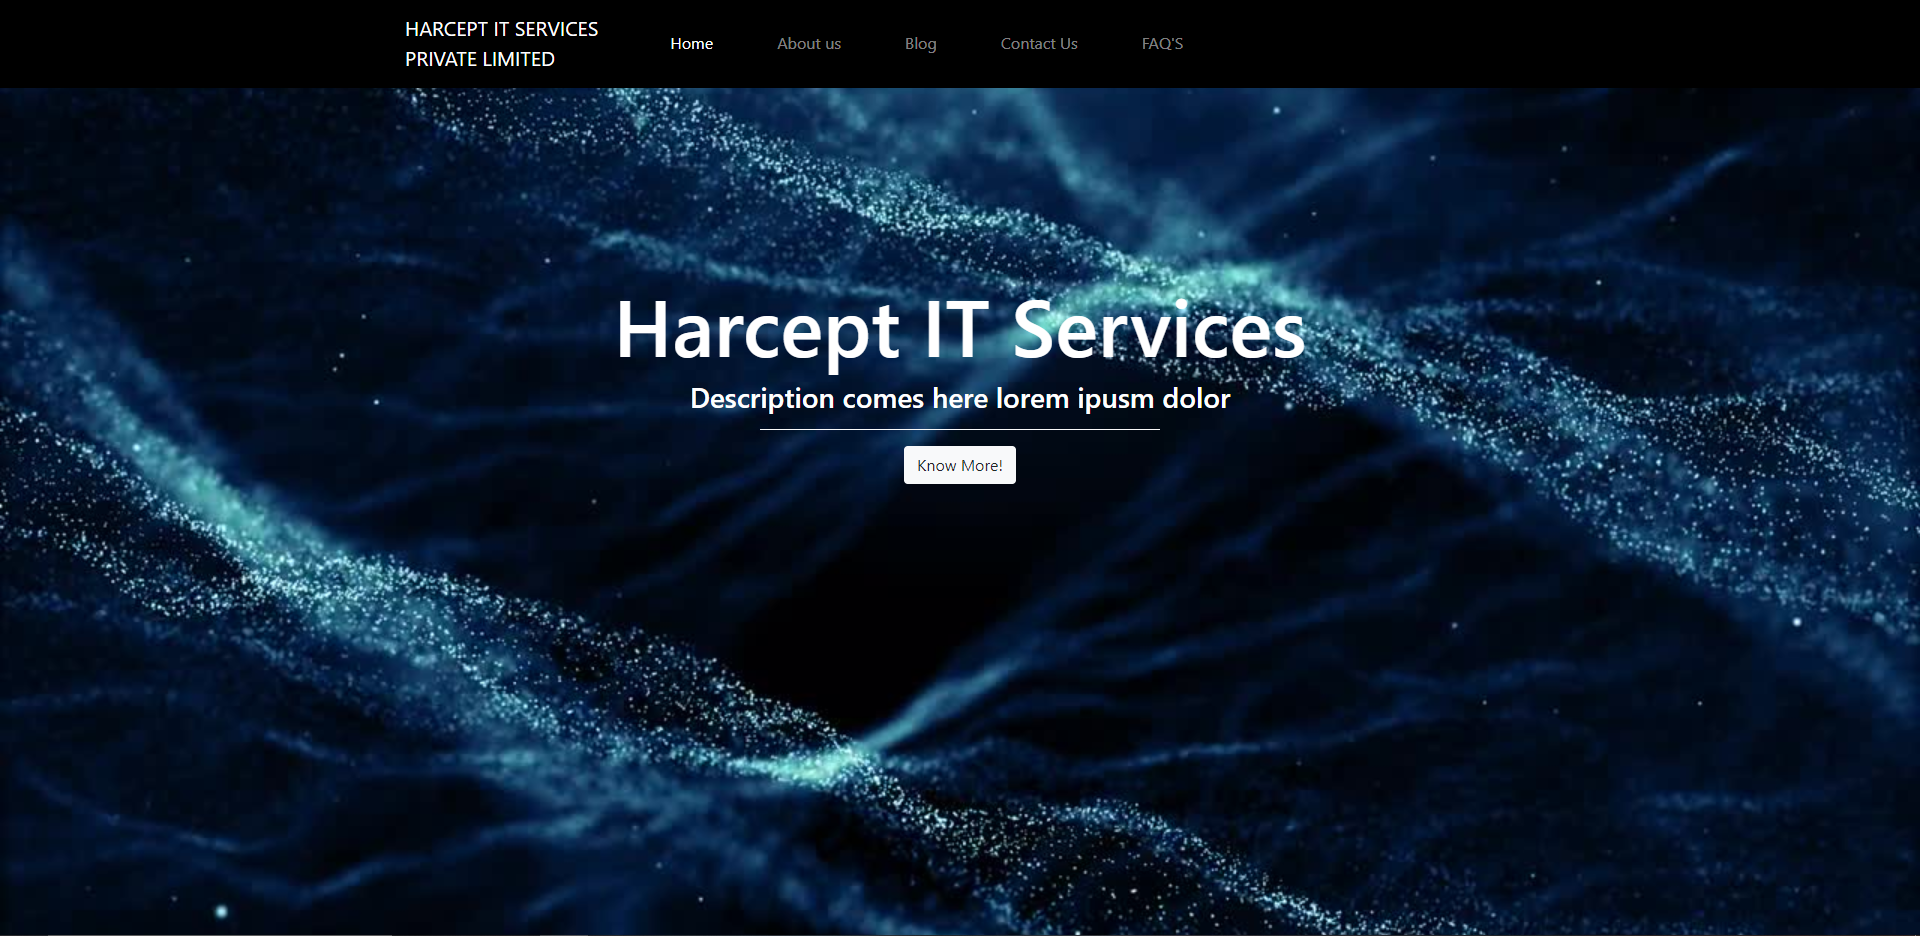 HARCEPT IT SERVICES
PRIVATE LIMITED
Home
About us
Blog
Contact Us
FAQ'S
Harcept IT Services
Description comes here lorem ipusm dolor
Know More!